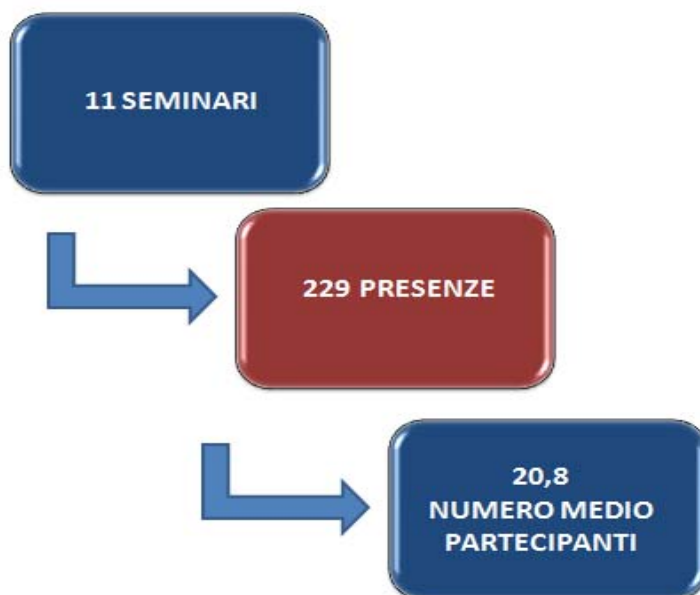 11 SEMINARI
229 PRESENZE
20,8
NUMERO MEDIO
PARTECIPANTI